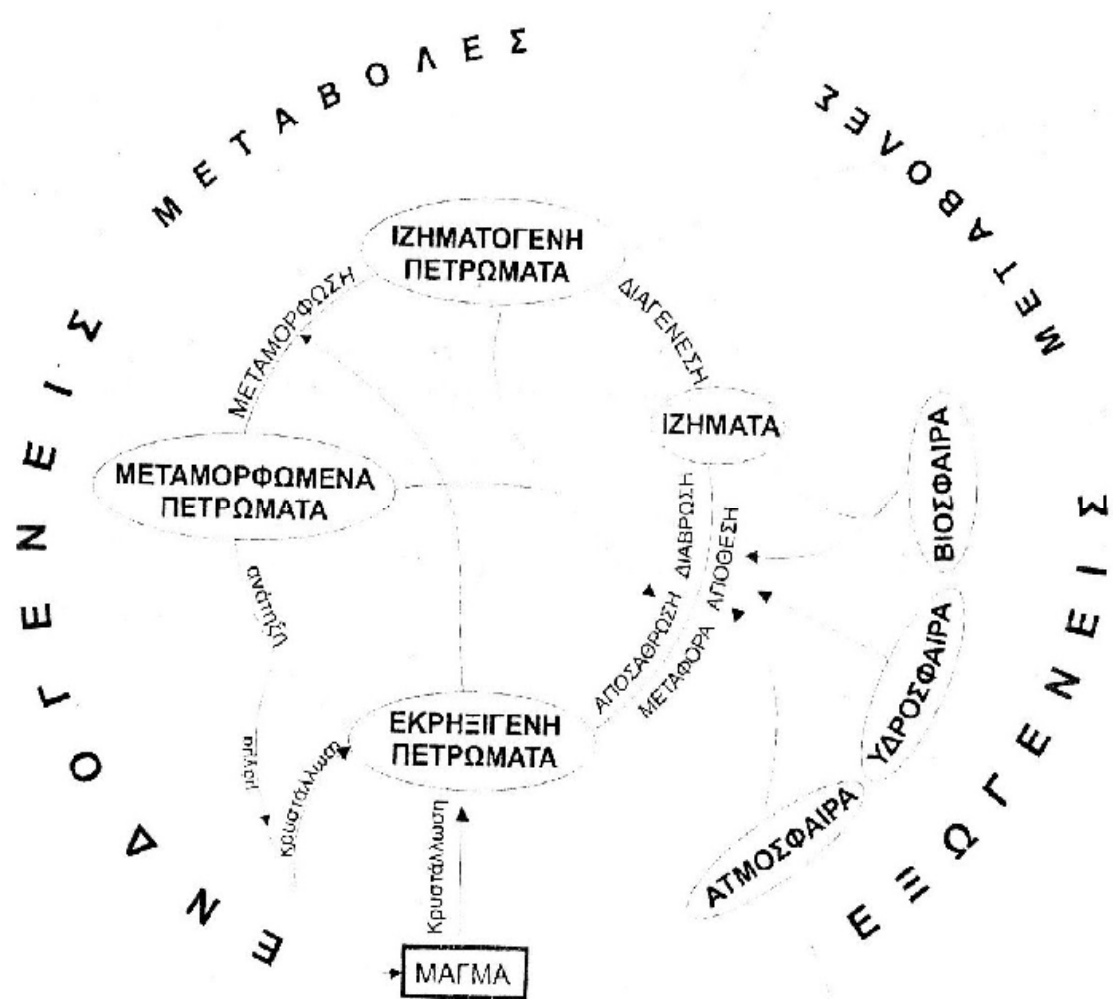 ΕΝΔΟΓΕΝΕΙΣ ΜΕΤΑΒΟΛΕΣ
ΕΞΩΓΕΝΕΙΣ ΜΕΤΑΒΟΛΕΣ
ΙΖΗΜΑΤΟΓΕΝΗ
ΠΕΤΡΩΜΑΤΑ
ΜΕΤΑΜΟΡΦΩΣΗ
ΔΙΑΓΕΝΕΣΗ
ΙΖΗΜΑΤΑ
ΜΕΤΑΜΟΡΦΩΜΕΝΑ
ΠΕΤΡΩΜΑΤΑ
ΑΠΟΣΑΘΡΩΣΗ ΔΙΑΒΡΩΣΗ
ΜΕΤΑΦΟΡΑ ΑΠΟΘΕΣΗ
ΒΙΟΣΦΑΙΡΑ
ΥΔΡΟΣΦΑΙΡΑ
ΑΤΜΟΣΦΑΙΡΑ
ανάτηξη
μάγμα
Κρυστάλλωση
ΕΚΡΗΞΙΓΕΝΗ
ΠΕΤΡΩΜΑΤΑ
Κρυστάλλωση
ΜΑΓΜΑ